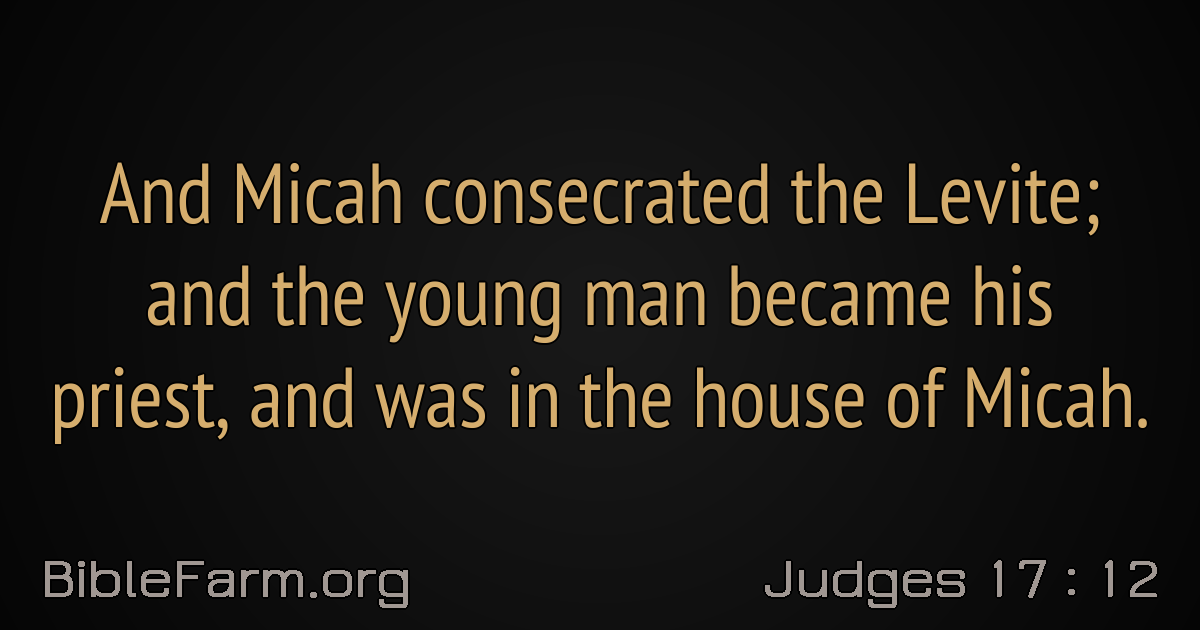 And Micah consecrated the Levite;
and the young man became his
priest, and was in the house of Micah.
BibleFarm.org
Judges 17 : 12